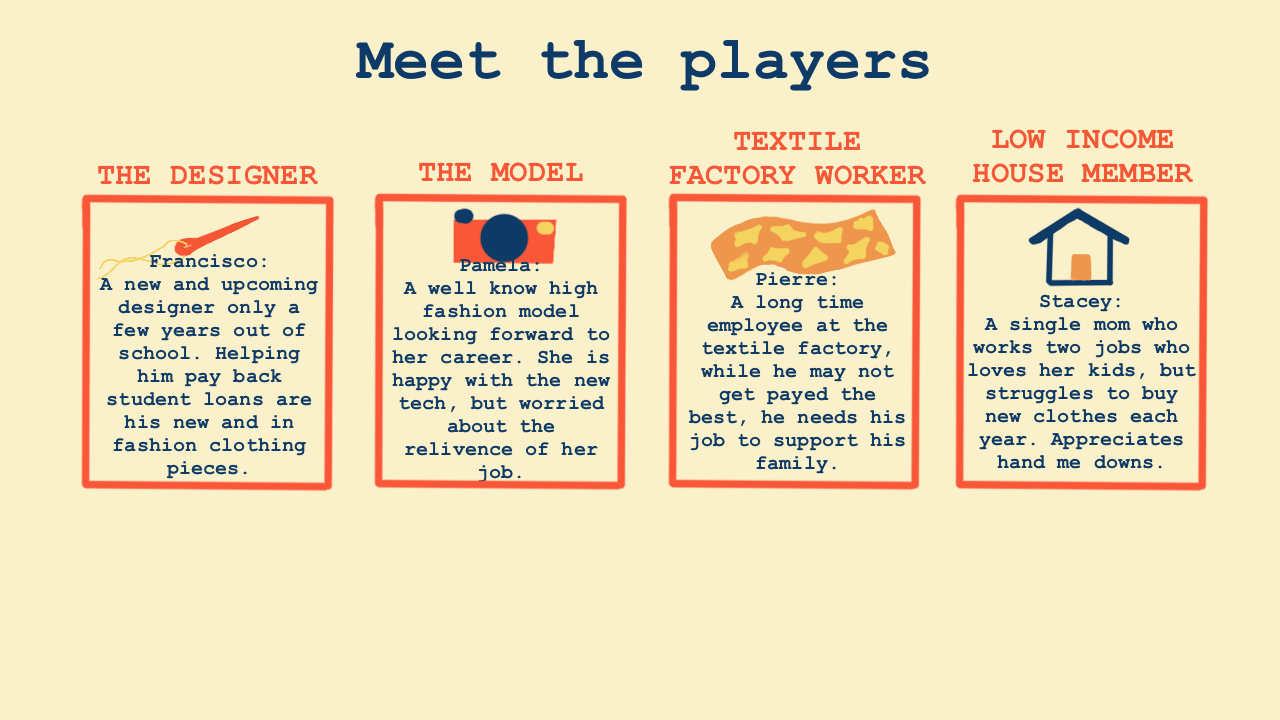 Meet the players
THE DESIGNER
Francisco:
A new and upcoming
designer only a
few years out of
school. Helping
him pay back
student loans are
his new and in
fashion clothing
pieces.
THE MODEL
Pamela:
A well know high
fashion model
looking forward to
her career. She is
happy with the new
tech, but worried
about the
relivence of her
job.
TEXTILE
FACTORY WORKER
Pierre:
A long time
employee at the
textile factory,
while he may not
get payed the
best, he needs his
job to support his
family.
LOW INCOME
HOUSE MEMBER
Stacey:
A single mom who
works two jobs who
loves her kids, but
struggles to buy
new clothes each
year. Appreciates
hand me downs.